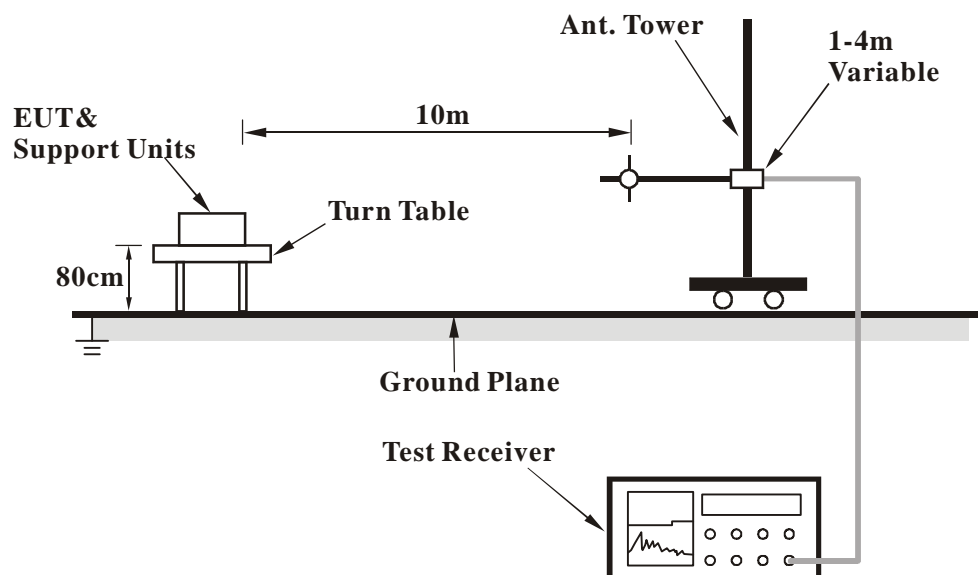 Ant. Tower
1-4m
Variable
10m
EUT&
Support Units
Turn Table
80cm
Ground Plane
Test Receiver